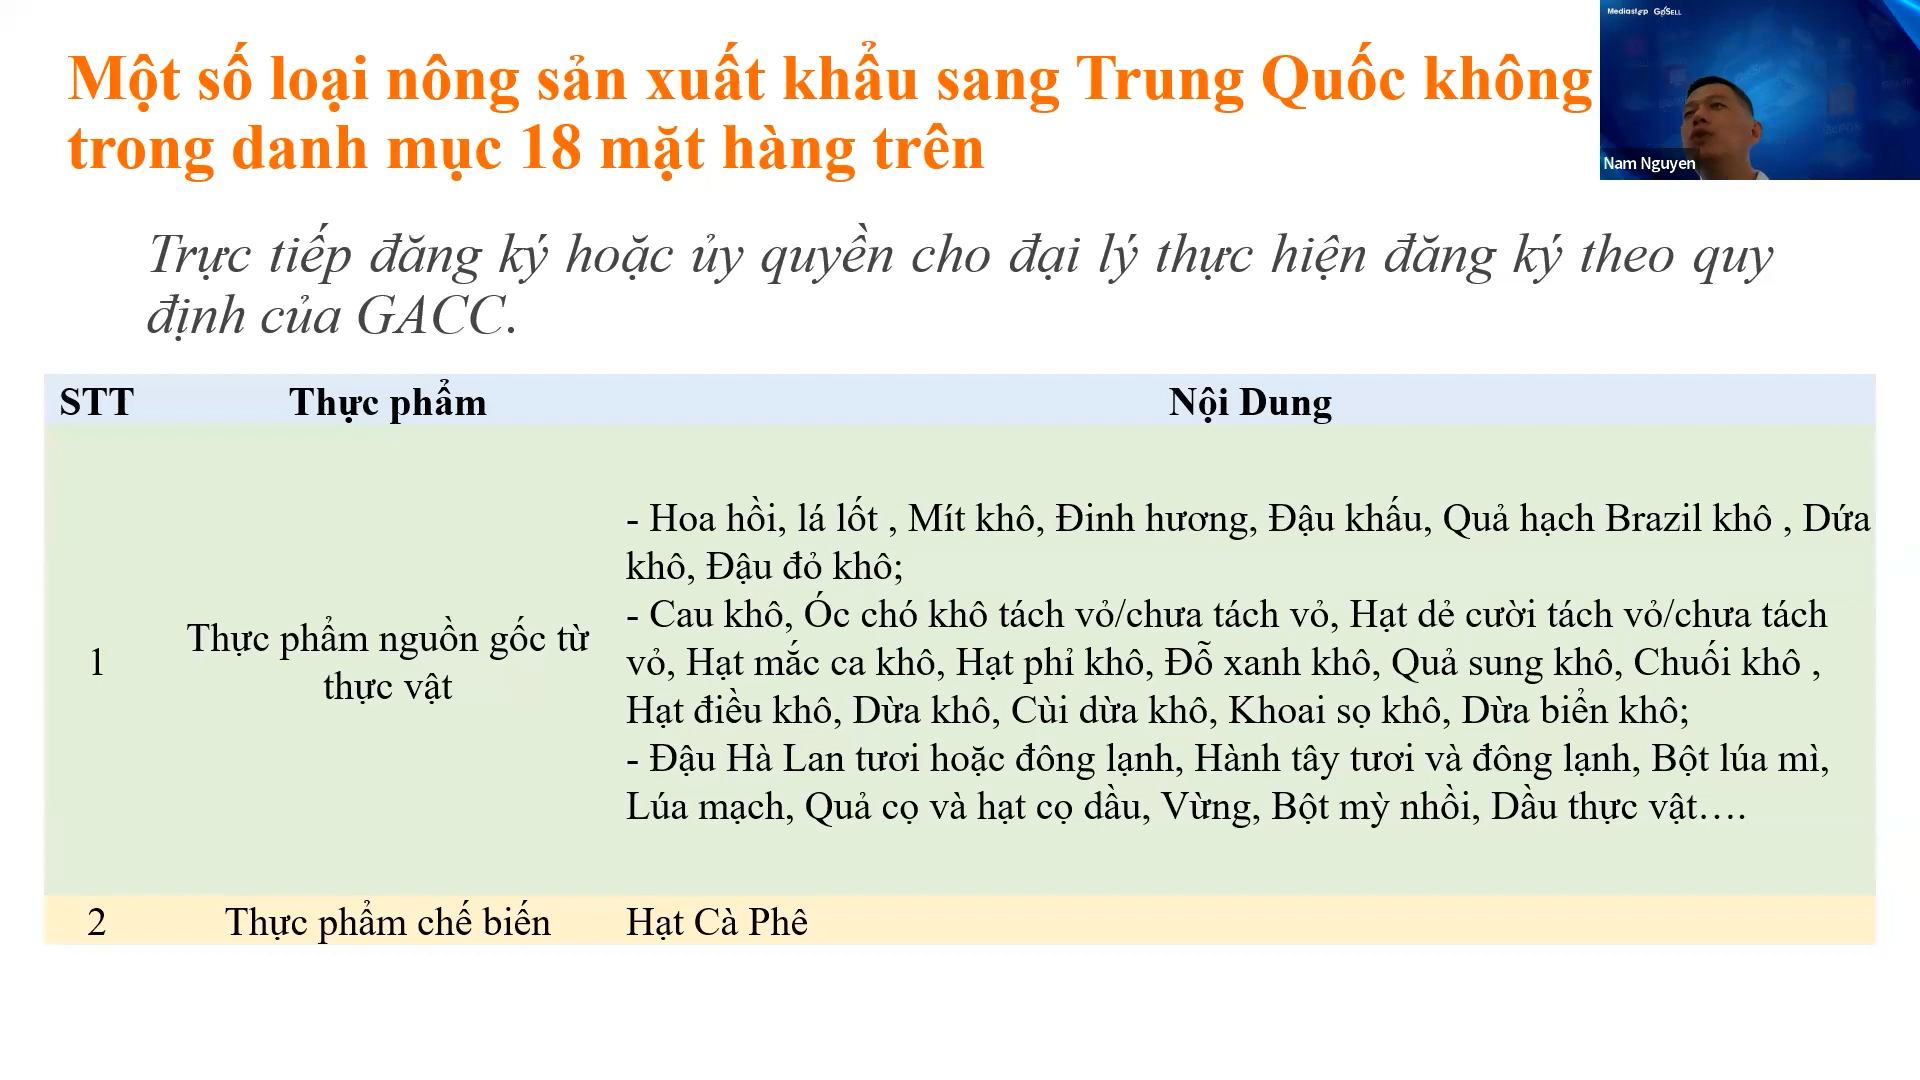 Mediastep GoSELL
Một số loại nông sản xuất khẩu sang Trung Quốc không
trong danh mục 18 mặt hàng trên
Nam Nguyen
Trực tiếp đăng ký hoặc ủy quyền cho đại lý thực hiện đăng ký theo quy
định của GACC.
STT Thực phẩm Nội Dung
1
Thực phẩm nguồn gốc từ
thực vật
- Hoa hồi, lá lốt , Mít khô, Đinh hương, Đậu khấu, Quả hạch Brazil khô , Dứa
khô, Đậu đỏ khô;
- Cau khô, Óc chó khô tách vỏ/chưa tách vỏ, Hạt dẻ cười tách vỏ/chưa tách
vỏ, Hạt mắc ca khô, Hạt phỉ khô, Đỗ xanh khô, Quả sung khô, Chuối khô ,
Hạt điều khô, Dừa khô, Cùi dừa khô, Khoai sọ khô, Dừa biển khô;
- Đậu Hà Lan tươi hoặc đông lạnh, Hành tây tươi và đông lạnh, Bột lúa mì,
Lúa mạch, Quả cọ và hạt cọ dầu, Vừng, Bột mỳ nhồi, Dầu thực vật….
2 Thực phẩm chế biến Hạt Cà Phê